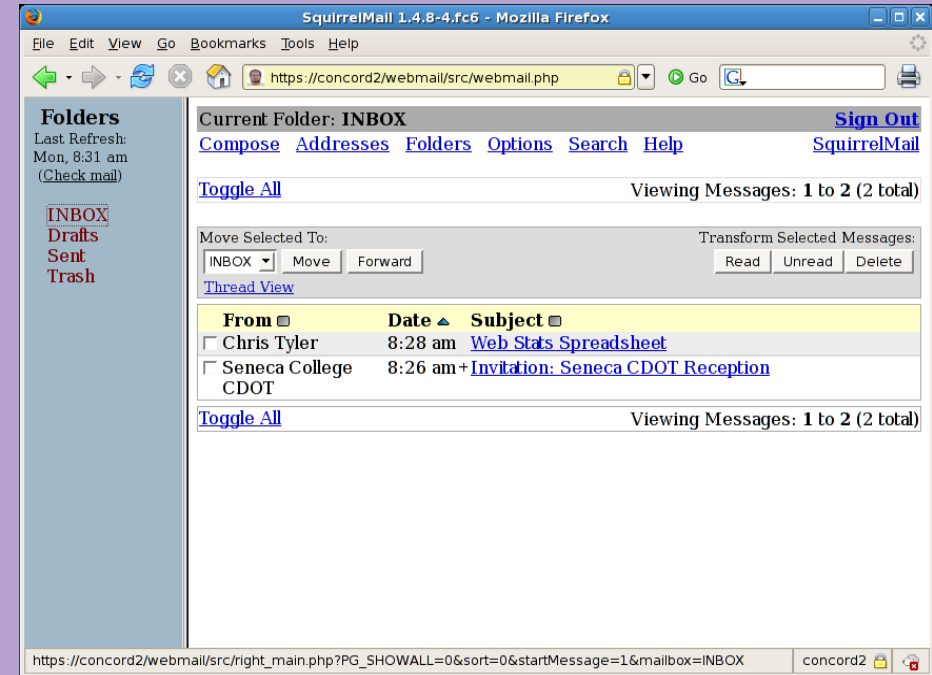 SquirrelMail 1.4.8-4.fc6 - Mozilla Firefox
File Edit View Go Bookmarks Tools Help
https://concord2/webmail/src/webmail.php Go G
Folders
Last Refresh:
Mon, 8:31 am
(Check mail)
INBOX
Drafts
Sent
Trash
Current Folder: INBOX Sign Out
Compose Addresses Folders Options Search Help SquirrelMail
Toggle All Viewing Messages: 1 to 2 (2 total)
Move Selected To: Transform Selected Messages:
INBOX Move Forward Read Unread Delete
Thread View
From Date Subject
Chris Tyler 8:28 am Web Stats Spreadsheet
Seneca College 8:26 am + Invitation: Seneca CDOT Reception
CDOT
Toggle All Viewing Messages: 1 to 2 (2 total)
https://concord2/webmail/src/right_main.php?PG_SHOWALL=0&sort=0&startMessage=1&mailbox=INBOX concord2